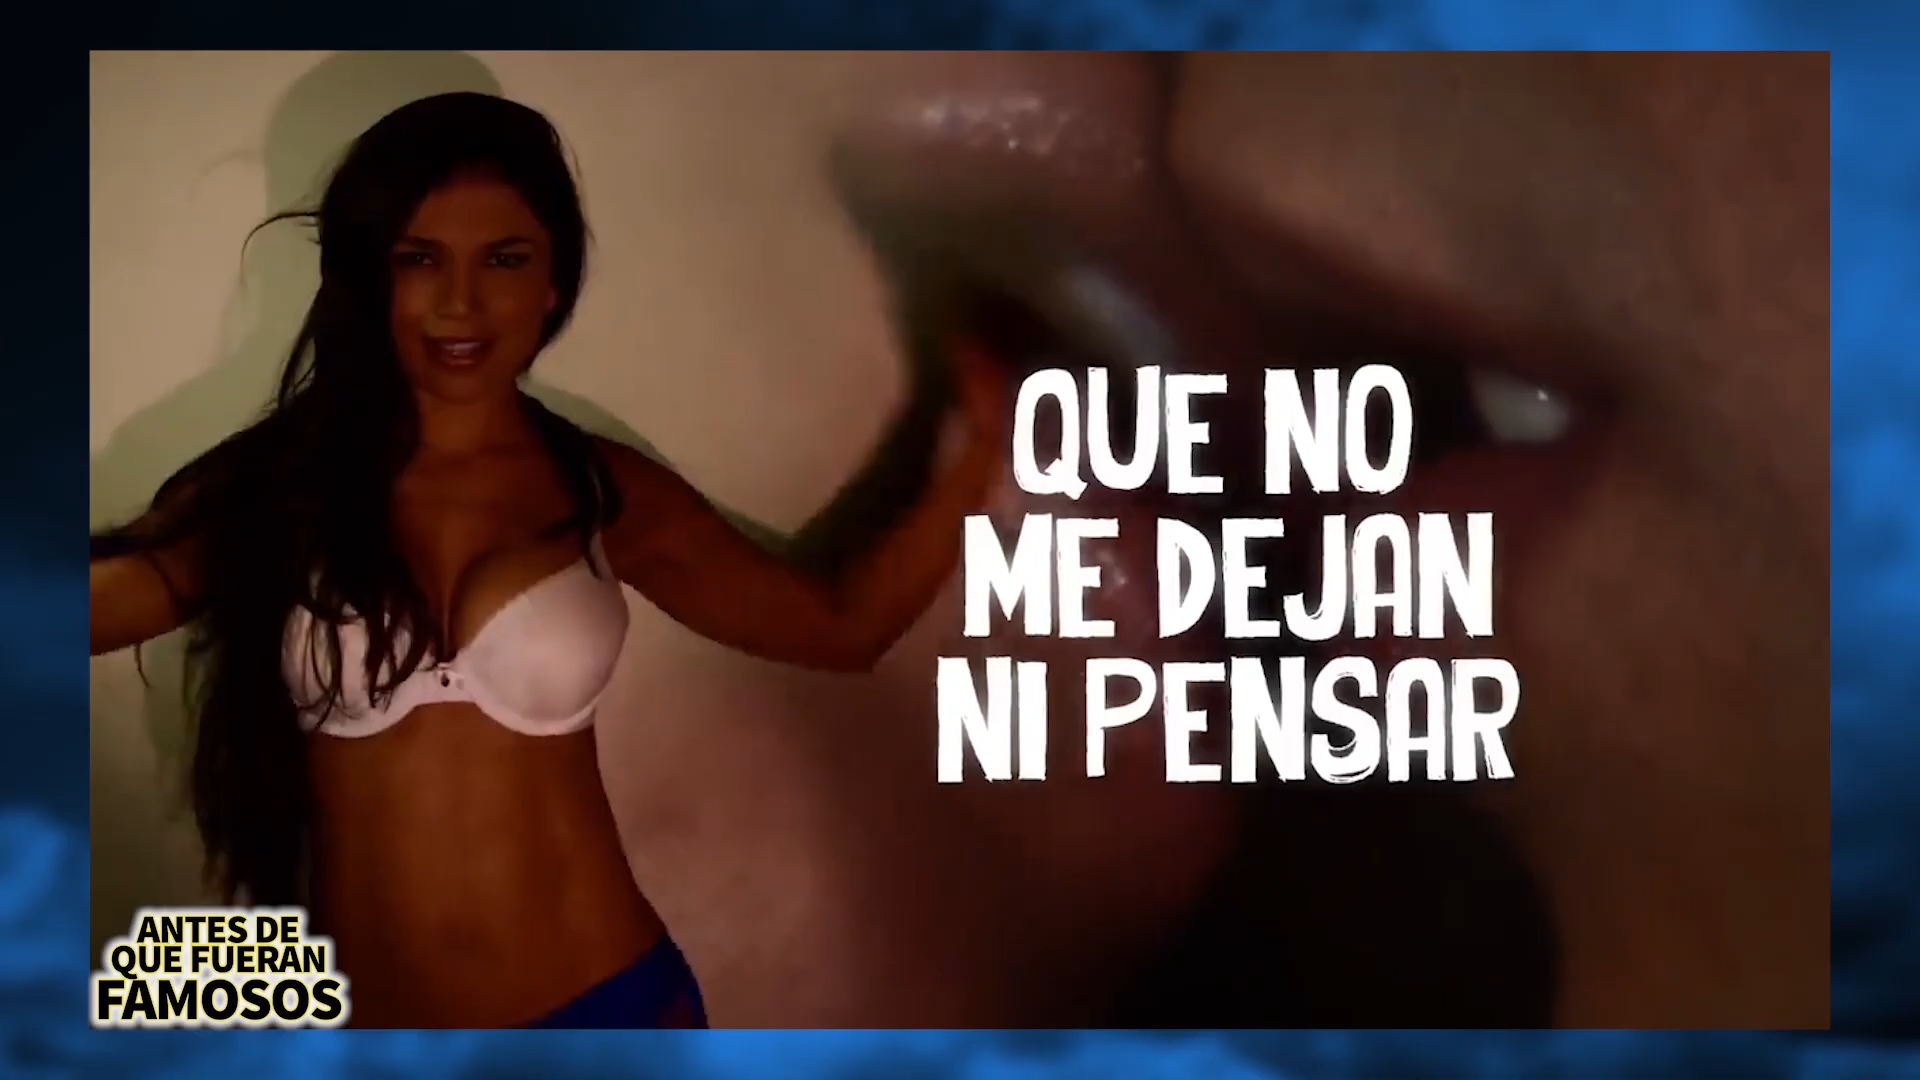 QUE NO
ME DEJAN
NI PENSAR
ANTES DE
QUE FUERAN
FAMOSOS